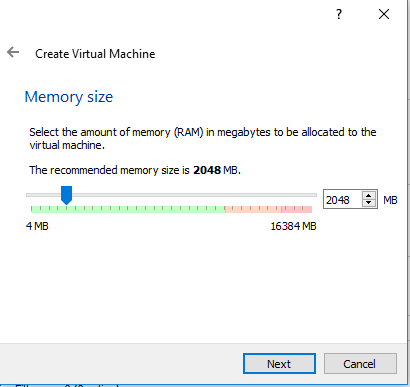 ?
Create Virtual Machine
Memory size
Select the amount of memory (RAM) in megabytes to be allocated to the
virtual machine.
The recommended memory size is 2048 MB.
2048 MB
4 MB 16384 MB
Next Cancel